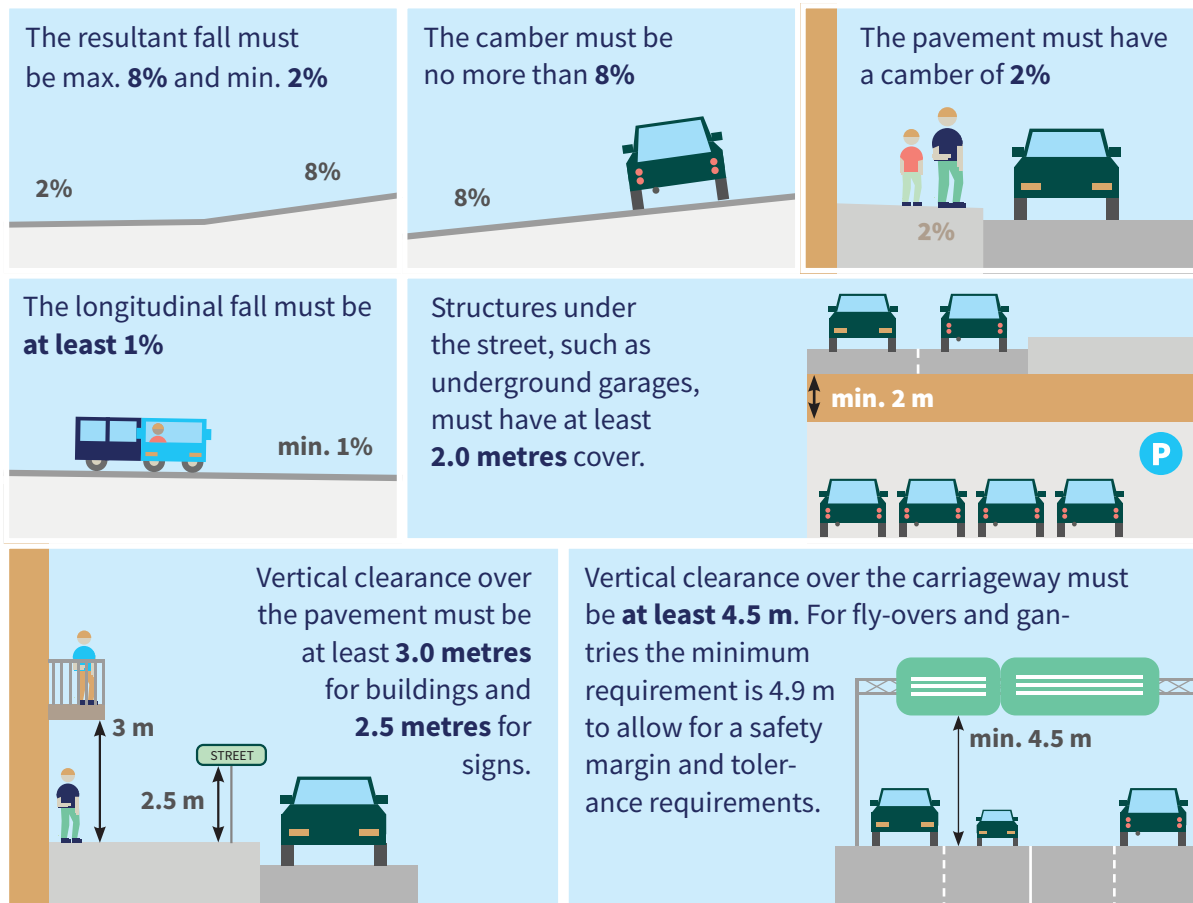 The resultant fall must
be max. 8% and min. 2%
2%
8%
The camber must be
no more than 8%
8%
The pavement must have
a camber of 2%
2%
The longitudinal fall must be
at least 1%
min. 1%
Structures under
the street, such as
underground garages,
must have at least
2.0 metres cover.
min. 2 m
P
Vertical clearance over
the pavement must be
at least 3.0 metres
for buildings and
2.5 metres for
signs.
3 m
STREET
2.5 m
Vertical clearance over the carriageway must
be at least 4.5 m. For fly-overs and gan-
tries the minimum
requirement is 4.9 m
to allow for a safety
margin and toler-
ance requirements.
min. 4.5 m